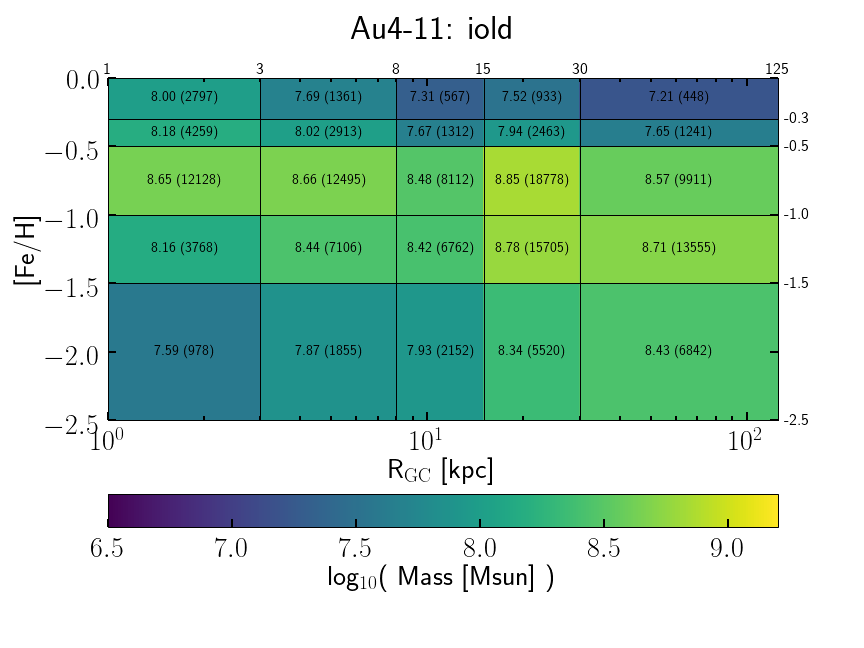 Au4-11: iold
1 3 8 15 30 125
0.0
8.00 (2797) 7.69 (1361) 7.31 (567) 7.52 (933) 7.21 (448)
-0.3
8.18 (4259) 8.02 (2913) 7.67 (1312) 7.94 (2463) 7.65 (1241)
−0.5 -0.5
8.65 (12128) 8.66 (12495) 8.48 (8112) 8.85 (18778) 8.57 (9911)
−1.0 -1.0
[Fe/H]
8.16 (3768) 8.44 (7106) 8.42 (6762) 8.78 (15705) 8.71 (13555)
−1.5 -1.5
7.59 (978) 7.87 (1855) 7.93 (2152) 8.34 (5520) 8.43 (6842)
−2.0
−2.5 -2.5
10^0 10^1 10^2
R_GC [kpc]
6.5 7.0 7.5 8.0 8.5 9.0
log_10( Mass [Msun] )